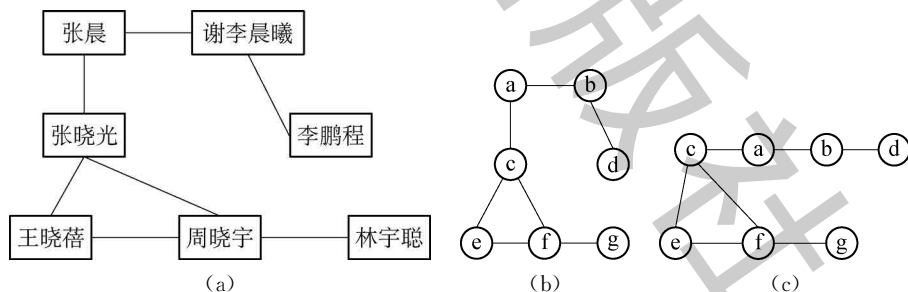 张晨 谢李晨曦
张晓光 李鹏程
王晓蓓 周晓宇 林宇聪
(a)
a b
c d
e f g
(b)
c a b d
e f g
(c)